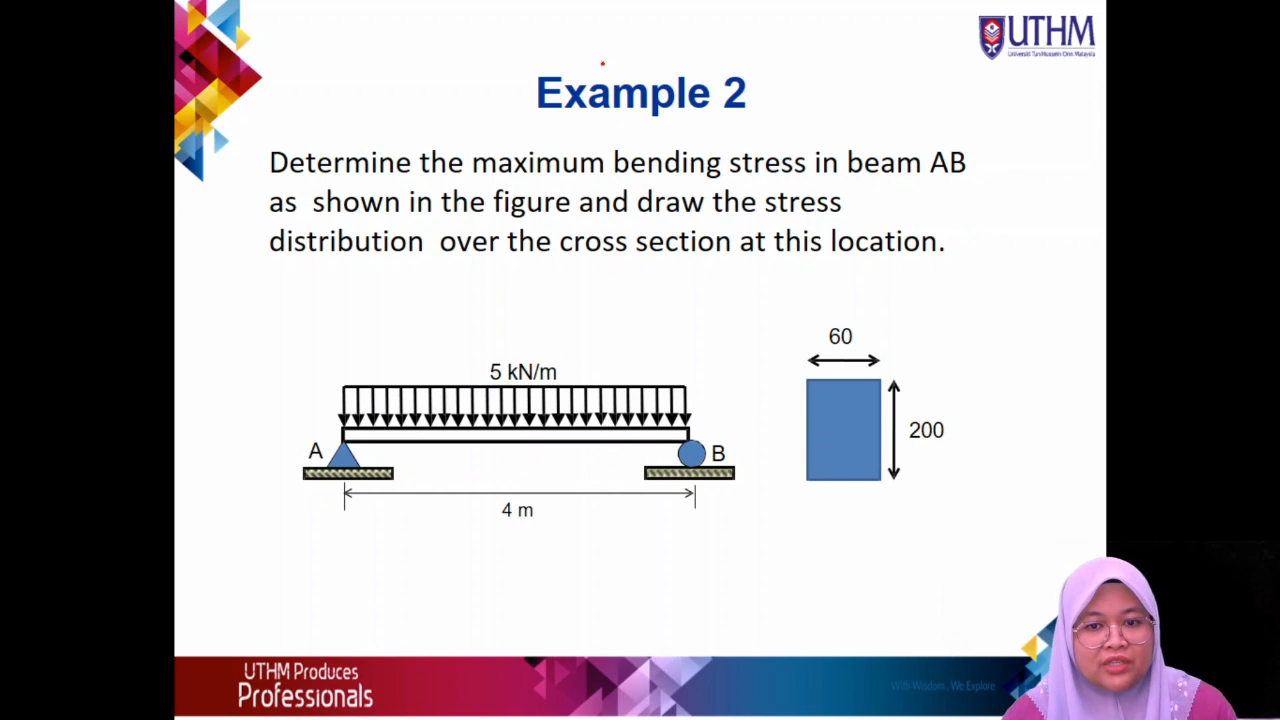 UTHM
Universiti Tun Hussein Onn Malaysia
Example 2
Determine the maximum bending stress in beam AB
as shown in the figure and draw the stress
distribution over the cross section at this location.
60
5 kN/m
200
A
B
4 m
UTHM Produces
Professionals
With Wisdom . We Explore